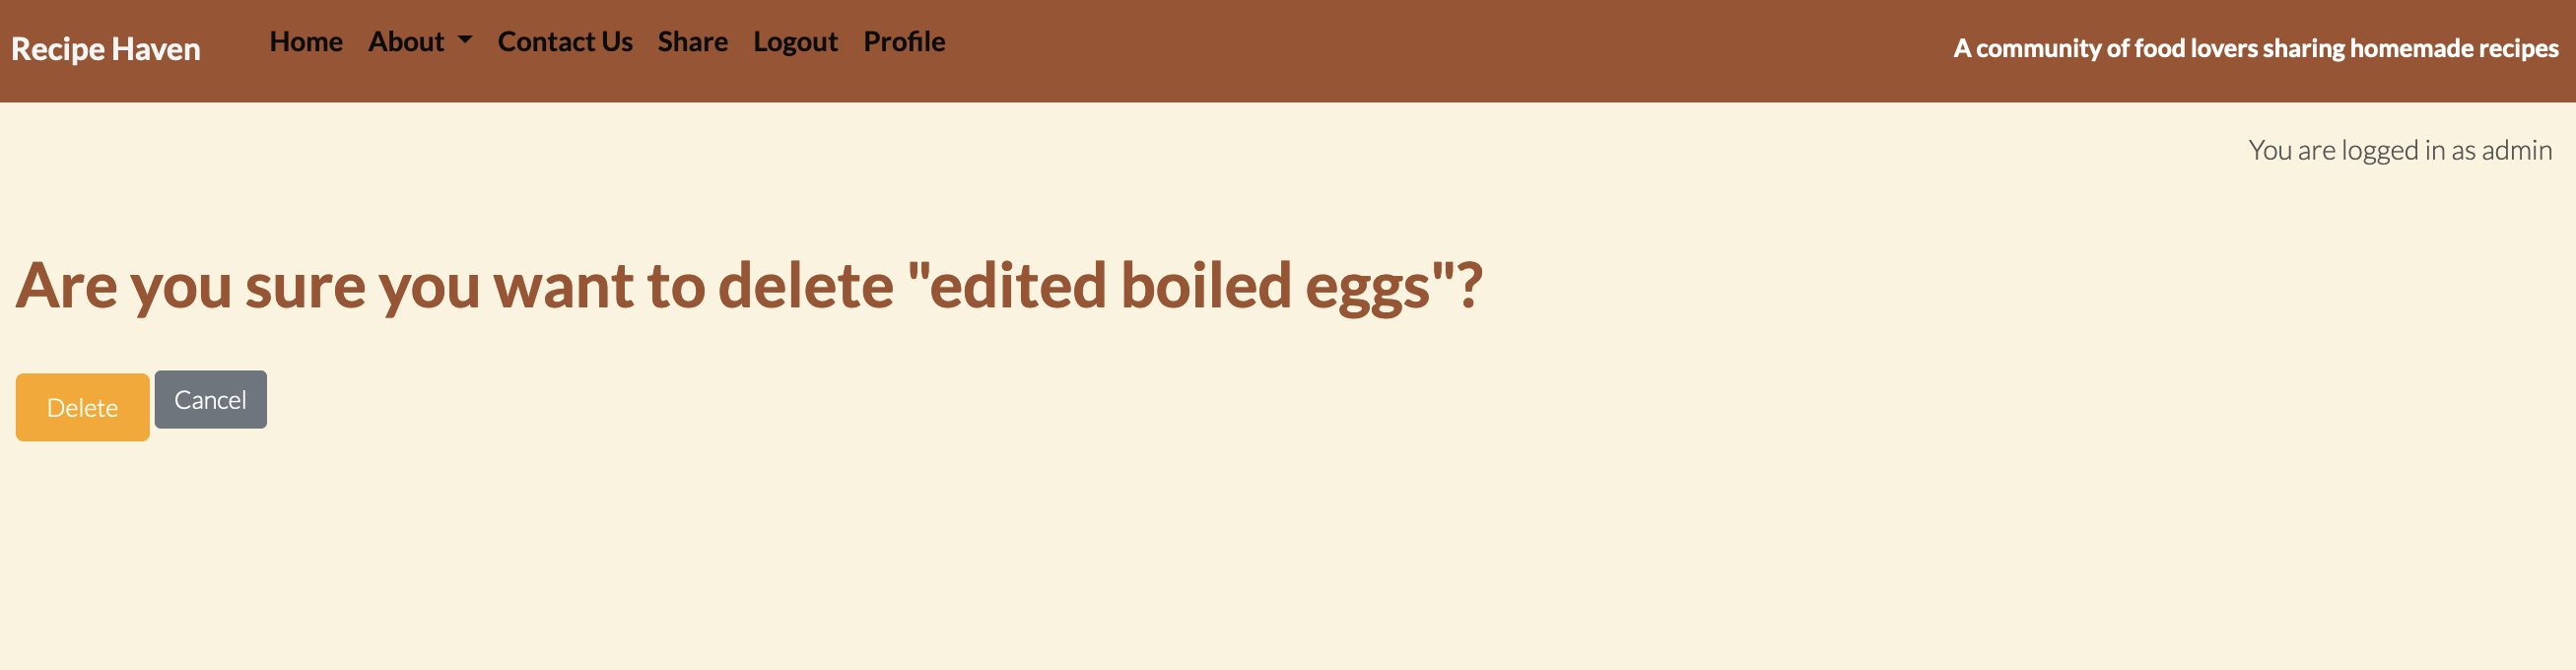 Recipe Haven Home About Contact Us Share Logout Profile A community of food lovers sharing homemade recipes
You are logged in as admin
Are you sure you want to delete "edited boiled eggs"?
Delete Cancel